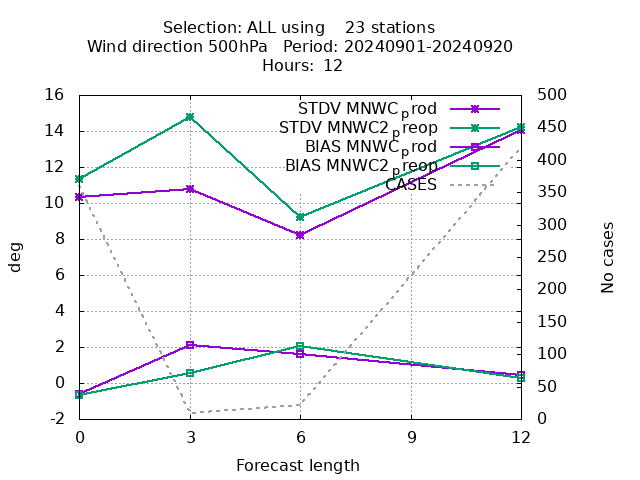 Selection: ALL using    23 stations
Wind direction 500hPa   Period: 20240901-20240920
Hours:  12
STDV MNWC_prod
STDV MNWC2_preop
BIAS MNWC_prod
BIAS MNWC2_preop
CASES
16
14
12
10
8
6
4
2
0
-2
deg
500
450
400
350
300
250
200
150
100
50
0
No cases
0 3 6 9 12
Forecast length